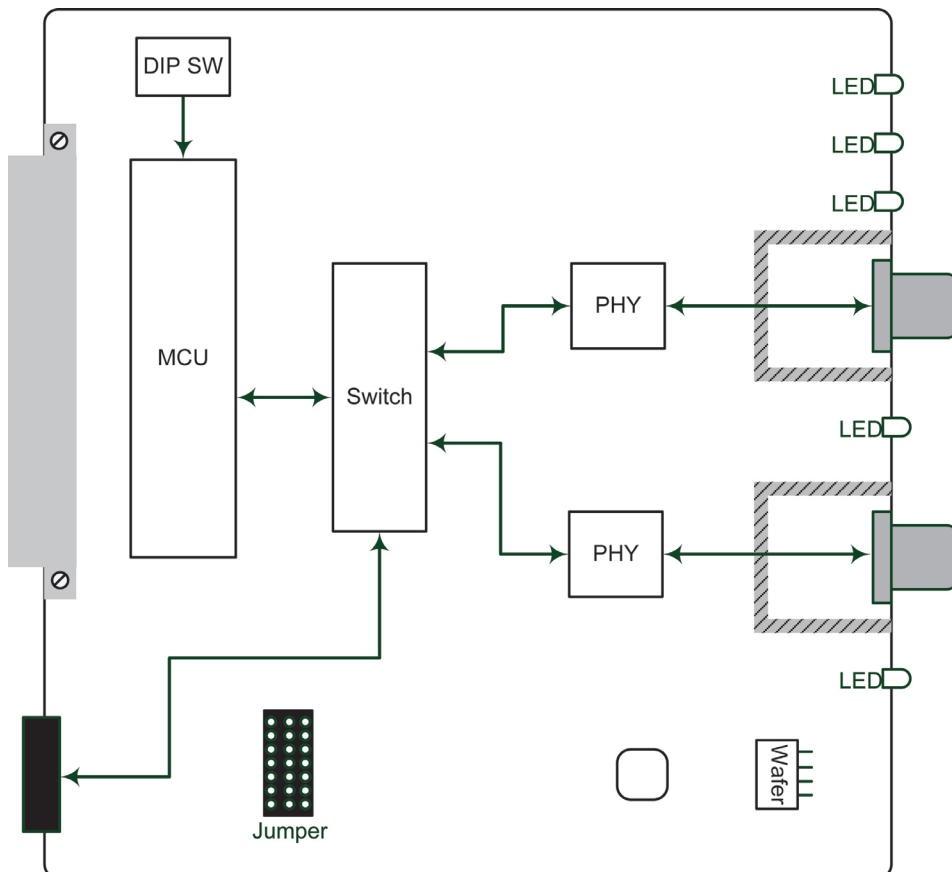 DIP SW
LED
LED
LED
PHY
MCU
Switch
LED
PHY
LED
Wafer
Jumper